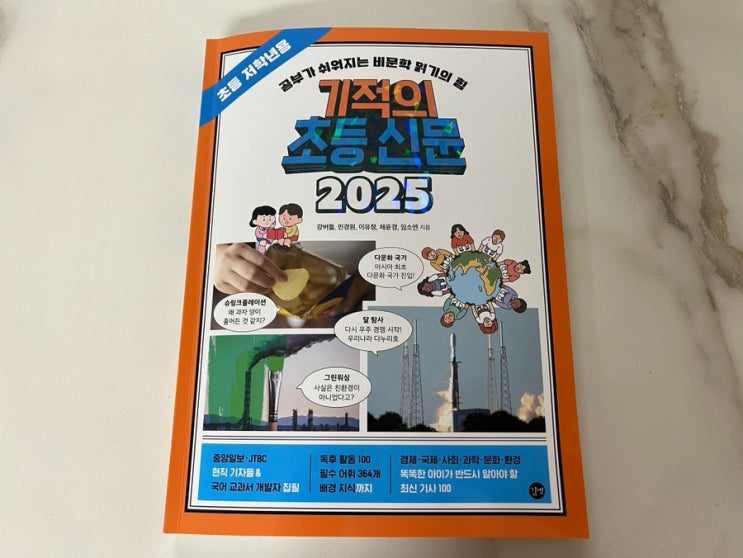 초등 저학년용
공부가 쉬워지는 비문학 읽기의 힘
기적의
초등 신문
2025
강버들, 민경원, 이유정, 채윤경, 임소연 지음
다문화 국가
아시아 최초
다문화 국가 진입!
슈링크플레이션
왜 과자 양이
줄어든 것 같지?
달 탐사
다시 우주 경쟁 시작!
우리나라 다누리호
그린워싱
사실은 친환경이
아니었다고?
중앙일보·JTBC
현직 기자들 &
국어 교과서 개발자 집필
독후 활동 100
필수 어휘 364개
배경 지식까지
경제·국제·사회·과학·문화·환경
똑똑한 아이가 반드시 알아야 할
최신 기사 100
길벗